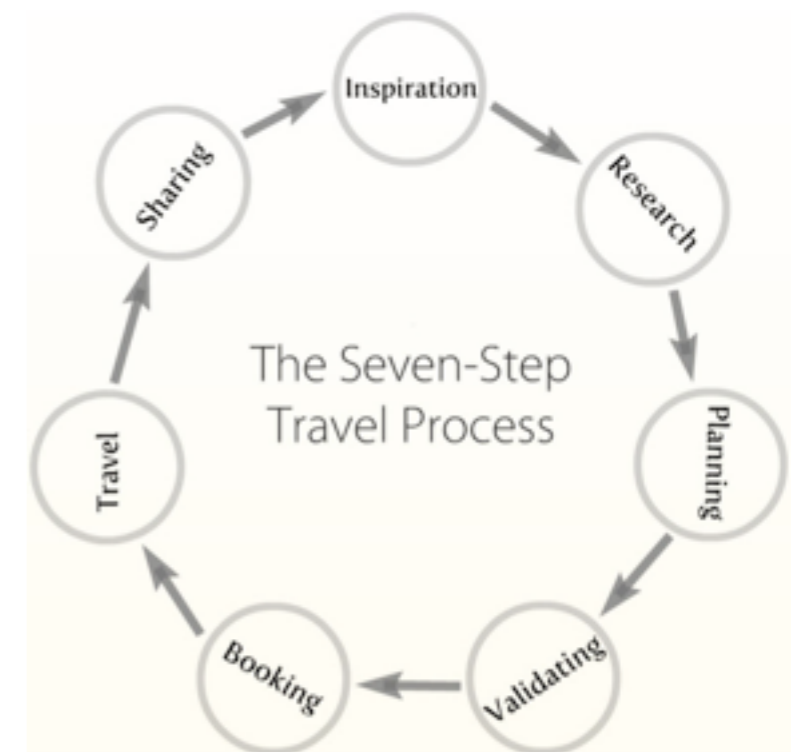 Inspiration
Research
Planning
Validating
Booking
Travel
Sharing
The Seven-Step
Travel Process